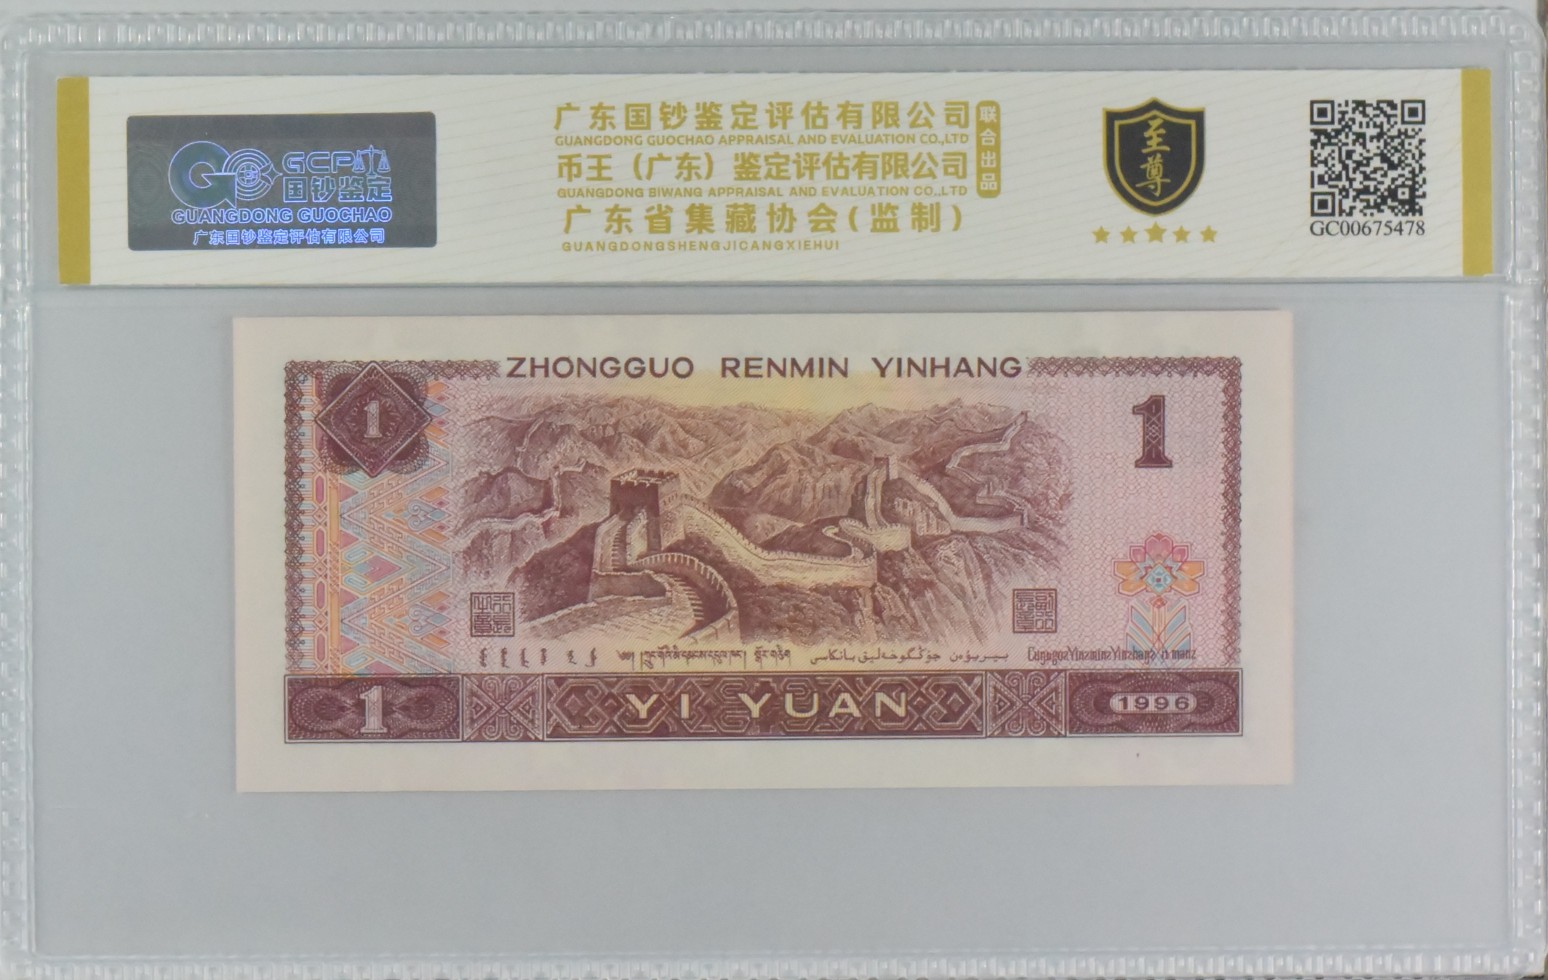 GCP
国钞鉴定
GUANGDONG GUOCHAO
广东国钞鉴定评估有限公司
广东国钞鉴定评估有限公司
GUANGDONG GUOCHAO APPRAISAL AND EVALUATION CO.,LTD
币王（广东）鉴定评估有限公司
GUANGDONG BIWANG APPRAISAL AND EVALUATION CO.,LTD
联合出品
广东省集藏协会(监制)
GUANGDONGSHENGJICANGXIEHUI
至尊
GC00675478
ZHONGGUO RENMIN YINHANG
1
1
1
YI YUAN
1996